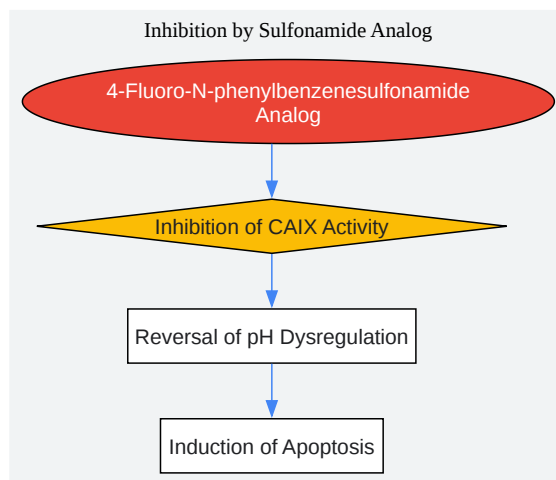 Inhibition by Sulfonamide Analog
4-Fluoro-N-phenylbenzenesulfonamide
Analog
Inhibition of CAIX Activity
Reversal of pH Dysregulation
Induction of Apoptosis